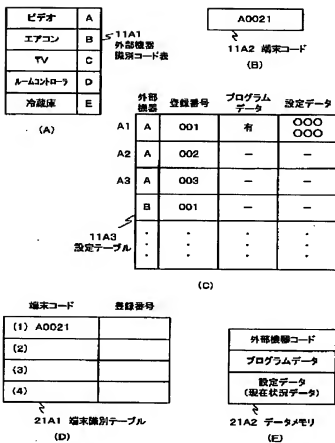 ビデオ A
エアコン B
TV C
ルームコントローラ D
冷蔵庫 E
11A1
外部機器
識別コード表
(A)
A0021
11A2 端末コード
(B)
外部機器 登録番号 プログラムデータ 設定データ
A1 A 001 有 〇〇〇
〇〇〇
A2 A 002 － －
A3 A 003 － －
B 001 － －
11A3
設定テーブル
(C)
端末コード 登録番号
(1) A0021
(2)
(3)
(4)
21A1 端末識別テーブル
(D)
外部機器コード
プログラムデータ
設定データ
(現在状況データ)
21A2 データメモリ
(E)